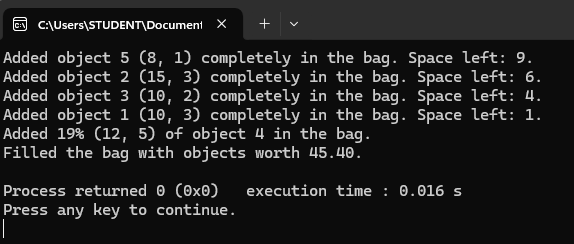 C:\Users\STUDENT\Document
Added object 5 (8, 1) completely in the bag. Space left: 9.
Added object 2 (15, 3) completely in the bag. Space left: 6.
Added object 3 (10, 2) completely in the bag. Space left: 4.
Added object 1 (10, 3) completely in the bag. Space left: 1.
Added 19% (12, 5) of object 4 in the bag.
Filled the bag with objects worth 45.40.
Process returned 0 (0x0)   execution time : 0.016 s
Press any key to continue.